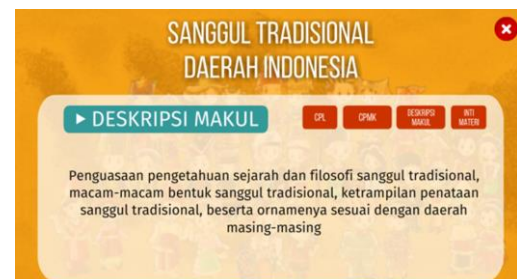 SANGGUL TRADISIONAL
DAERAH INDONESIA
DESKRIPSI MAKUL
CPL
CPMK
DESKRIPSI
MAKUL
INTI
MATERI
Penguasaan pengetahuan sejarah dan filosofi sanggul tradisional,
macam-macam bentuk sanggul tradisional, ketrampilan penataan
sanggul tradisional, beserta ornamenya sesuai dengan daerah
masing-masing